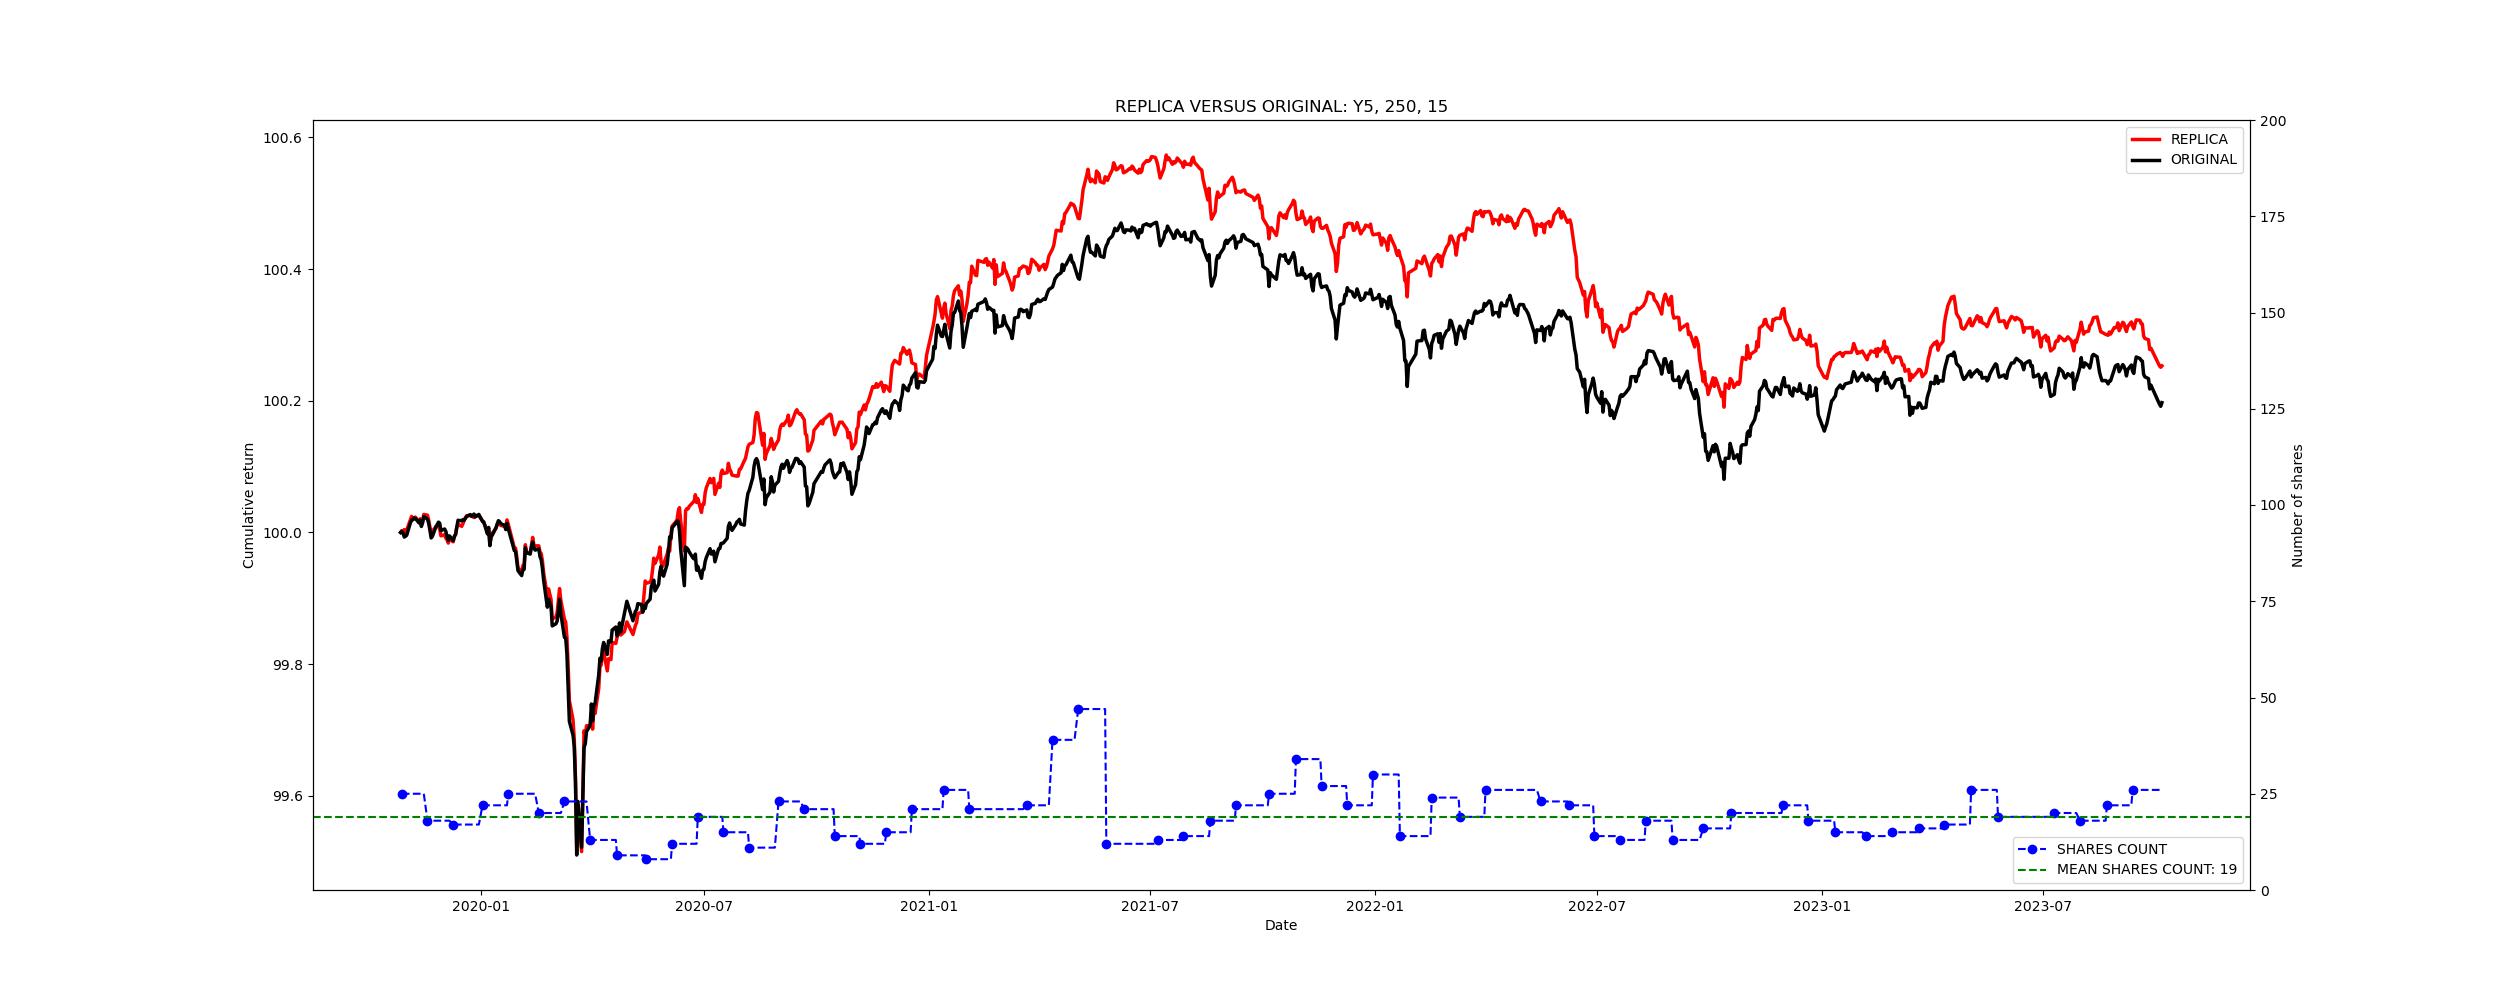 REPLICA VERSUS ORIGINAL: Y5, 250, 15
100.6
100.4
100.2
100.0
99.8
99.6
Cumulative return
200
175
150
125
100
75
50
25
0
Number of shares
REPLICA
ORIGINAL
SHARES COUNT
MEAN SHARES COUNT: 19
2020-01
2020-07
2021-01
2021-07
2022-01
2022-07
2023-01
2023-07
Date